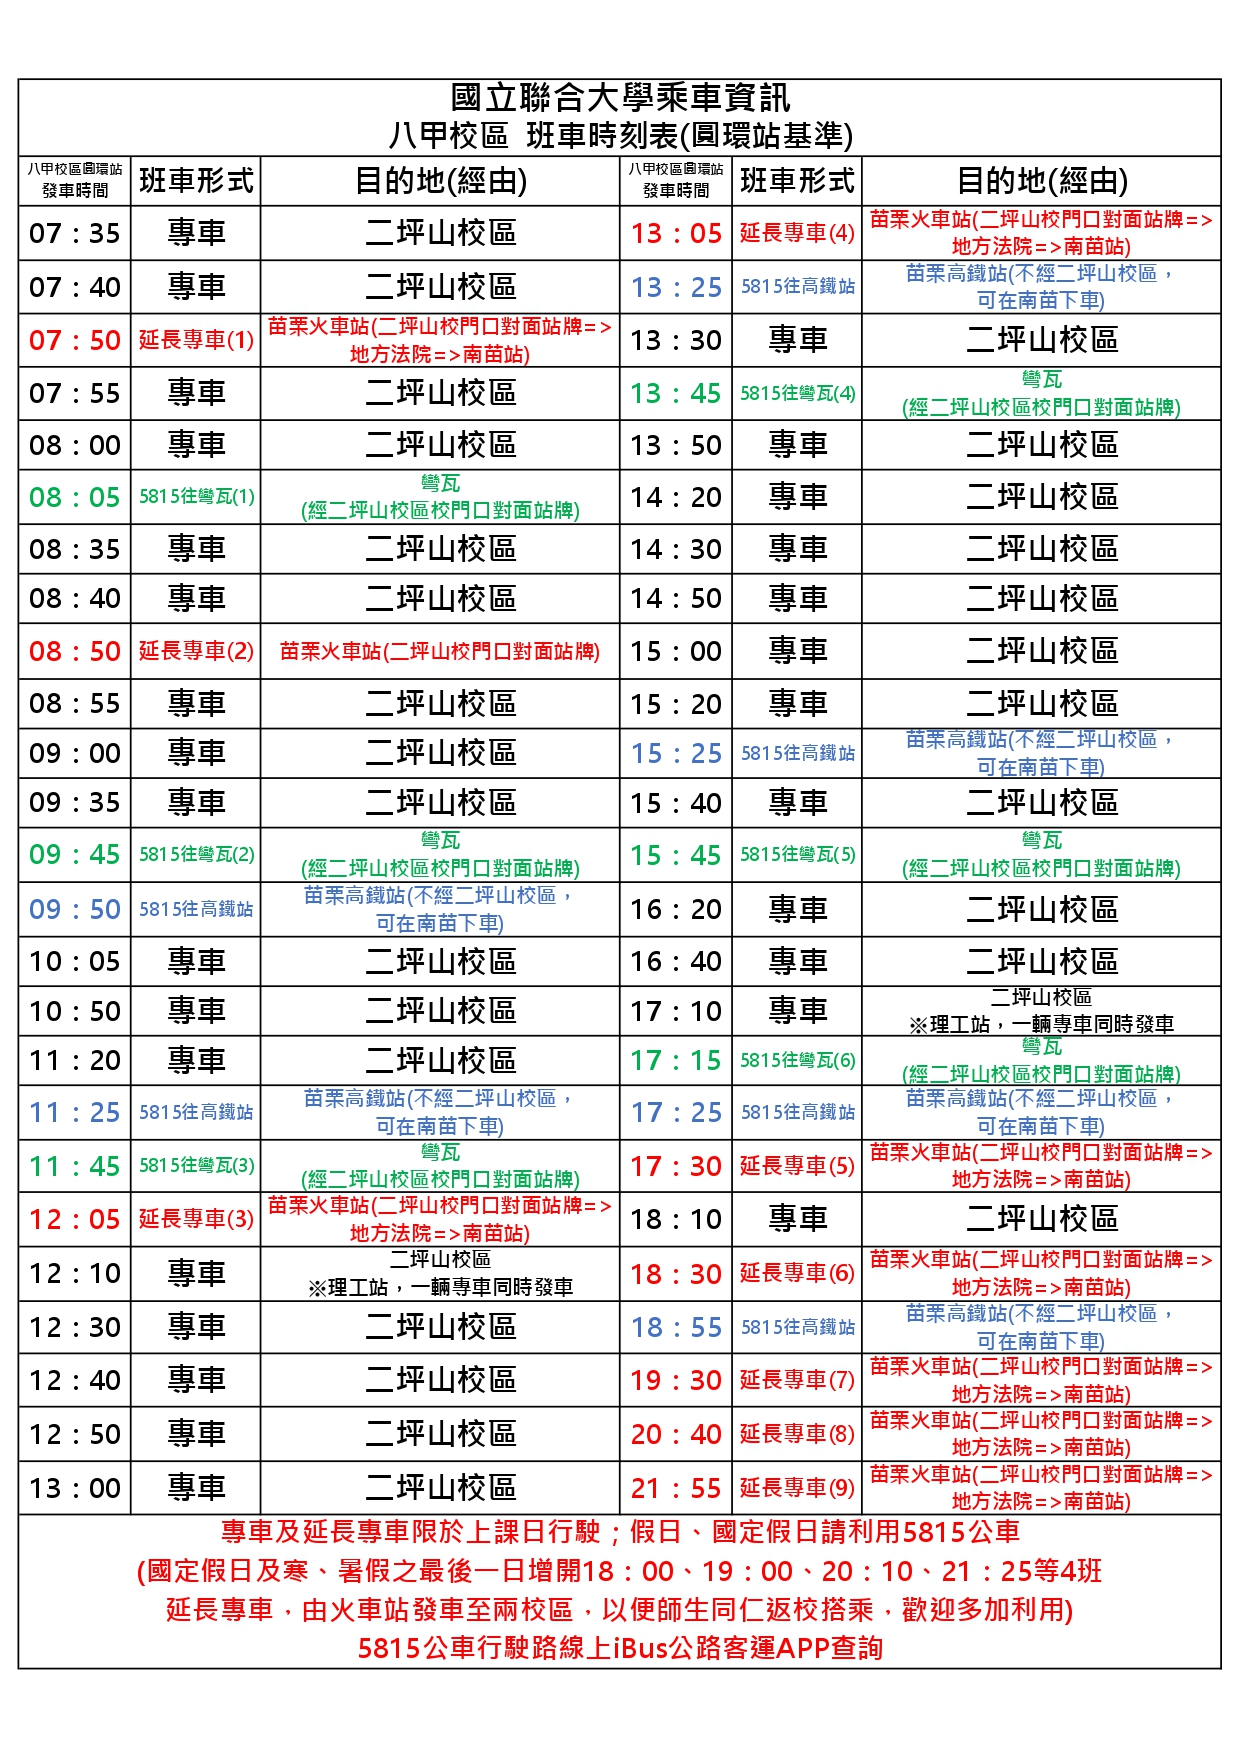 國立聯合大學乘車資訊
八甲校區 班車時刻表(圓環站基準)
八甲校區圓環站
發車時間
班車形式
目的地(經由)
八甲校區圓環站
發車時間
班車形式
目的地(經由)
07：35 專車 二坪山校區
13：05 延長專車(4) 苗栗火車站(二坪山校門口對面站牌=>
地方法院=>南苗站)
07：40 專車 二坪山校區
13：25 5815往高鐵站 苗栗高鐵站(不經二坪山校區，
可在南苗下車)
07：50 延長專車(1) 苗栗火車站(二坪山校門口對面站牌=>
地方法院=>南苗站)
13：30 專車 二坪山校區
07：55 專車 二坪山校區
13：45 5815往彎瓦(4) 彎瓦
(經二坪山校區校門口對面站牌)
08：00 專車 二坪山校區
13：50 專車 二坪山校區
08：05 5815往彎瓦(1) 彎瓦
(經二坪山校區校門口對面站牌)
14：20 專車 二坪山校區
08：35 專車 二坪山校區
14：30 專車 二坪山校區
08：40 專車 二坪山校區
14：50 專車 二坪山校區
08：50 延長專車(2) 苗栗火車站(二坪山校門口對面站牌)
15：00 專車 二坪山校區
08：55 專車 二坪山校區
15：20 專車 二坪山校區
09：00 專車 二坪山校區
15：25 5815往高鐵站 苗栗高鐵站(不經二坪山校區，
可在南苗下車)
09：35 專車 二坪山校區
15：40 專車 二坪山校區
09：45 5815往彎瓦(2) 彎瓦
(經二坪山校區校門口對面站牌)
15：45 5815往彎瓦(5) 彎瓦
(經二坪山校區校門口對面站牌)
09：50 5815往高鐵站 苗栗高鐵站(不經二坪山校區，
可在南苗下車)
16：20 專車 二坪山校區
10：05 專車 二坪山校區
16：40 專車 二坪山校區
10：50 專車 二坪山校區
17：10 專車 二坪山校區
※理工站，一輛專車同時發車
11：20 專車 二坪山校區
17：15 5815往彎瓦(6) 彎瓦
(經二坪山校區校門口對面站牌)
11：25 5815往高鐵站 苗栗高鐵站(不經二坪山校區，
可在南苗下車)
17：25 5815往高鐵站 苗栗高鐵站(不經二坪山校區，
可在南苗下車)
11：45 5815往彎瓦(3) 彎瓦
(經二坪山校區校門口對面站牌)
17：30 延長專車(5) 苗栗火車站(二坪山校門口對面站牌=>
地方法院=>南苗站)
12：05 延長專車(3) 苗栗火車站(二坪山校門口對面站牌=>
地方法院=>南苗站)
18：10 專車 二坪山校區
12：10 專車 二坪山校區
※理工站，一輛專車同時發車
18：30 延長專車(6) 苗栗火車站(二坪山校門口對面站牌=>
地方法院=>南苗站)
12：30 專車 二坪山校區
18：55 5815往高鐵站 苗栗高鐵站(不經二坪山校區，
可在南苗下車)
12：40 專車 二坪山校區
19：30 延長專車(7) 苗栗火車站(二坪山校門口對面站牌=>
地方法院=>南苗站)
12：50 專車 二坪山校區
20：40 延長專車(8) 苗栗火車站(二坪山校門口對面站牌=>
地方法院=>南苗站)
13：00 專車 二坪山校區
21：55 延長專車(9) 苗栗火車站(二坪山校門口對面站牌=>
地方法院=>南苗站)
專車及延長專車限於上課日行駛；假日、國定假日請利用5815公車
(國定假日及寒、暑假之最後一日增開18：00、19：00、20：10、21：25等4班
延長專車，由火車站發車至兩校區，以便師生同仁返校搭乘，歡迎多加利用)
5815公車行駛路線上iBus公路客運APP查詢